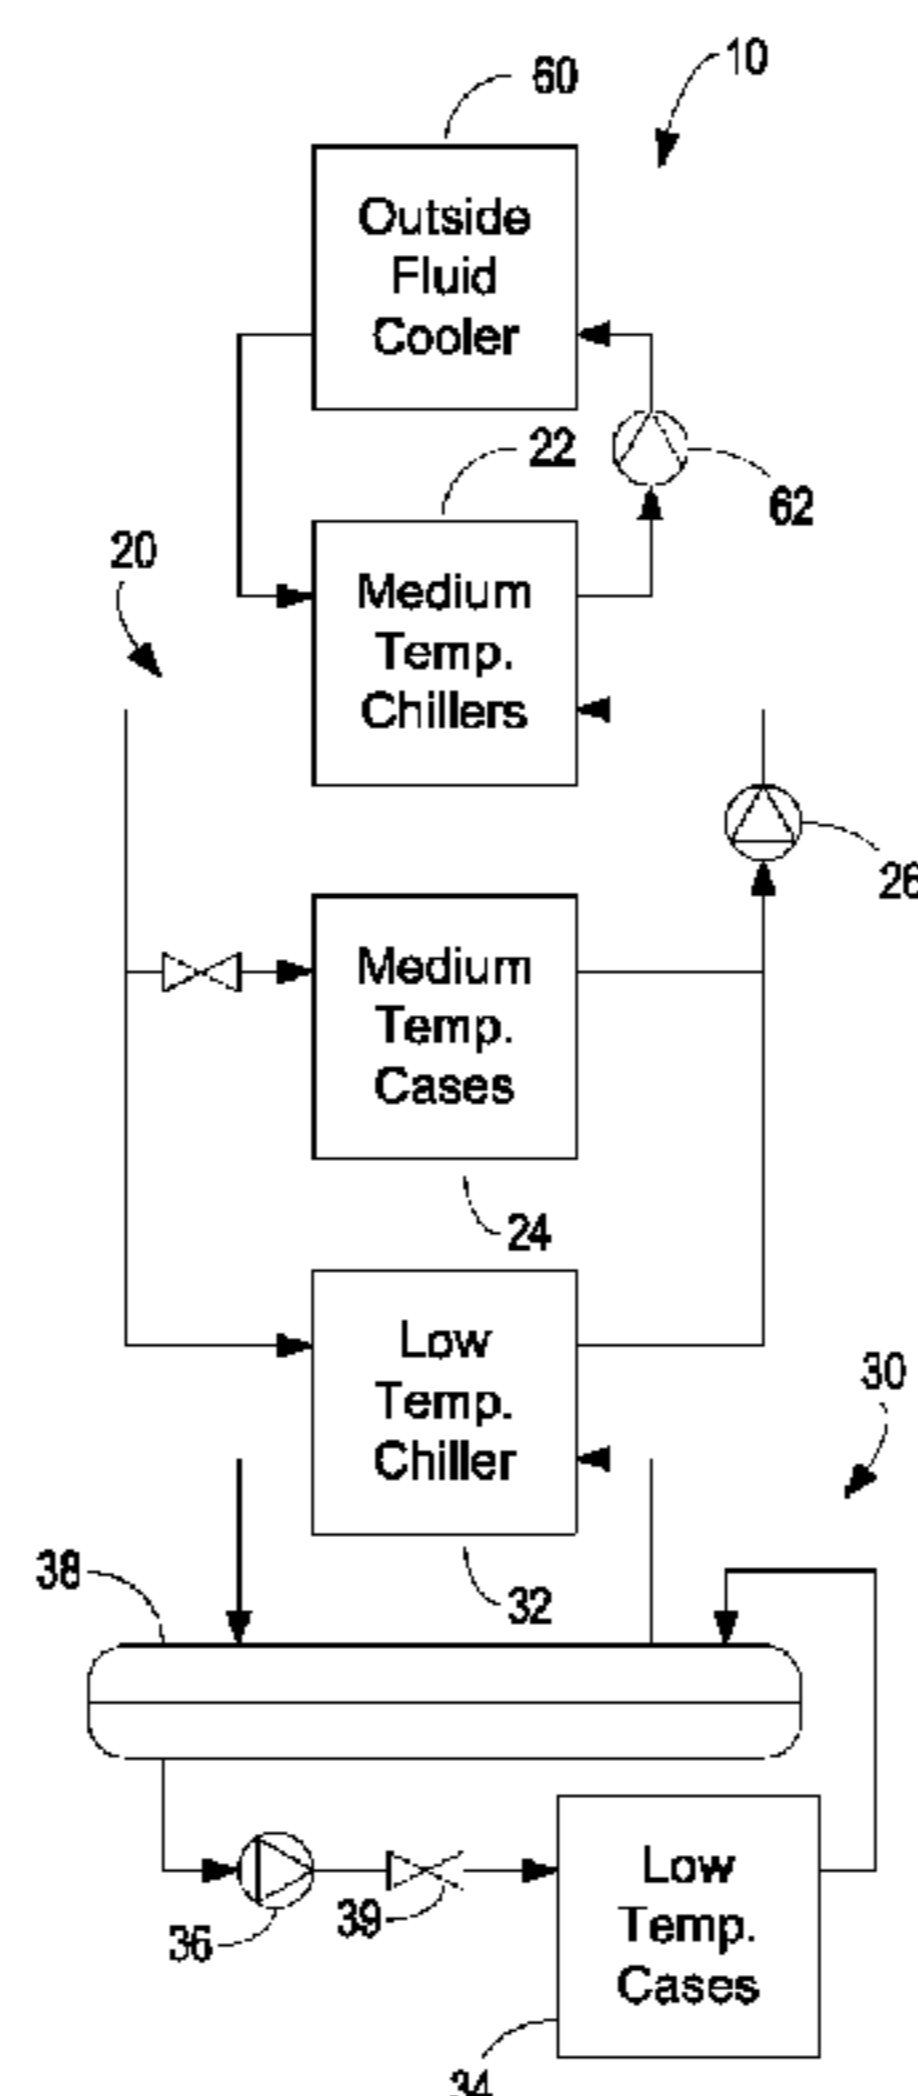 60
10
Outside
Fluid
Cooler
22
62
20
Medium
Temp.
Chillers
26
Medium
Temp.
Cases
24
Low
Temp.
Chiller
30
38
32
Low
Temp.
Cases
39
36
34